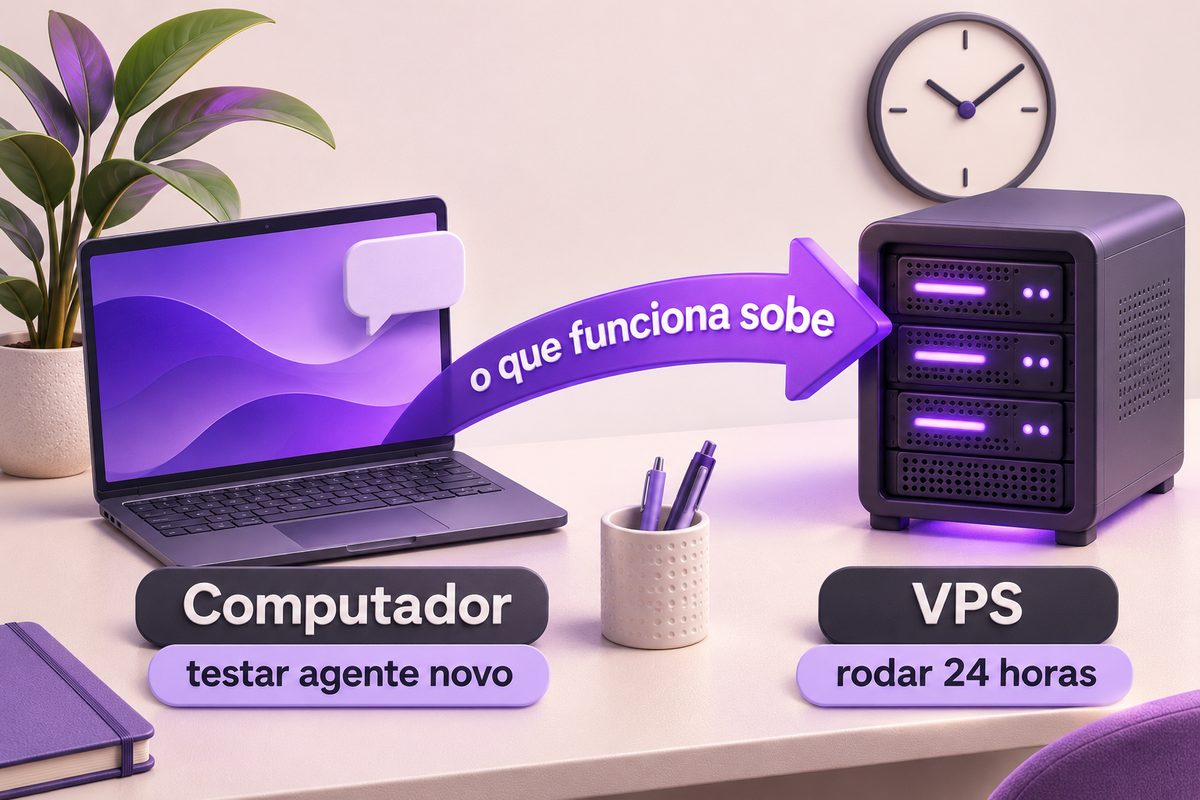 o que funciona sobe
Computador
testar agente novo
VPS
rodar 24 horas